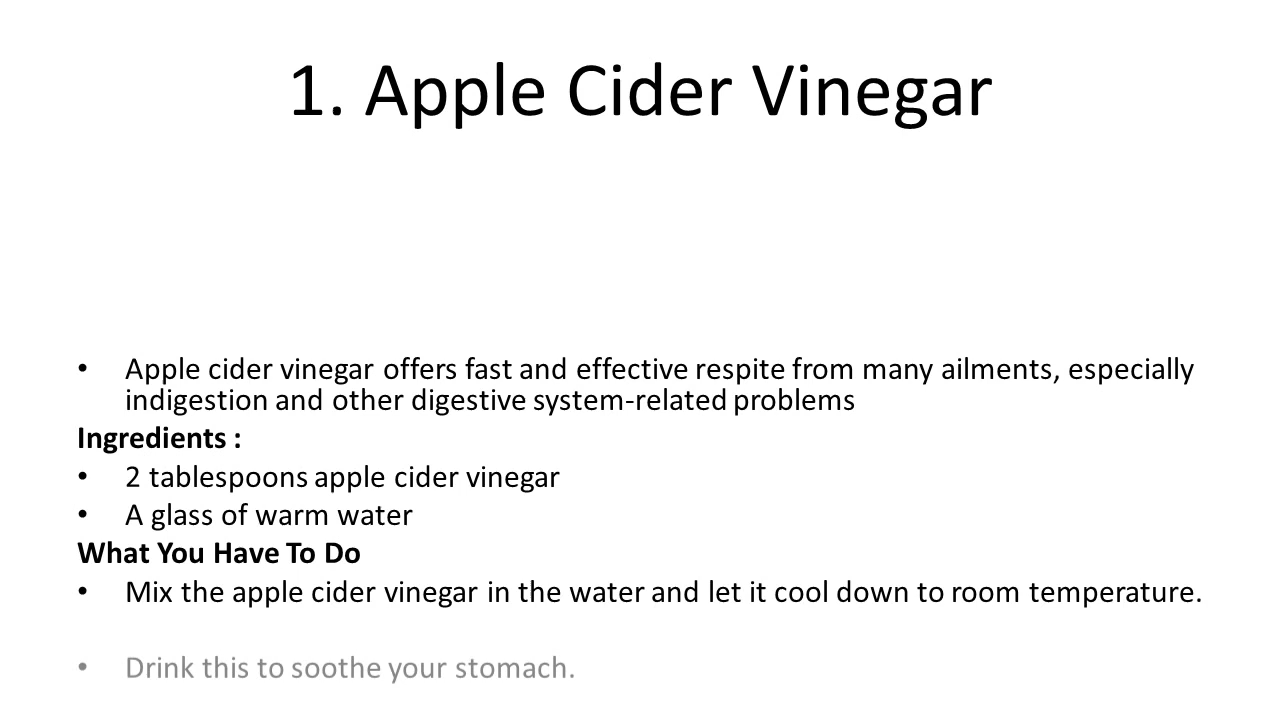 1. Apple Cider Vinegar
• Apple cider vinegar offers fast and effective respite from many ailments, especially
indigestion and other digestive system-related problems
Ingredients :
• 2 tablespoons apple cider vinegar
• A glass of warm water
What You Have To Do
• Mix the apple cider vinegar in the water and let it cool down to room temperature.
• Drink this to soothe your stomach.